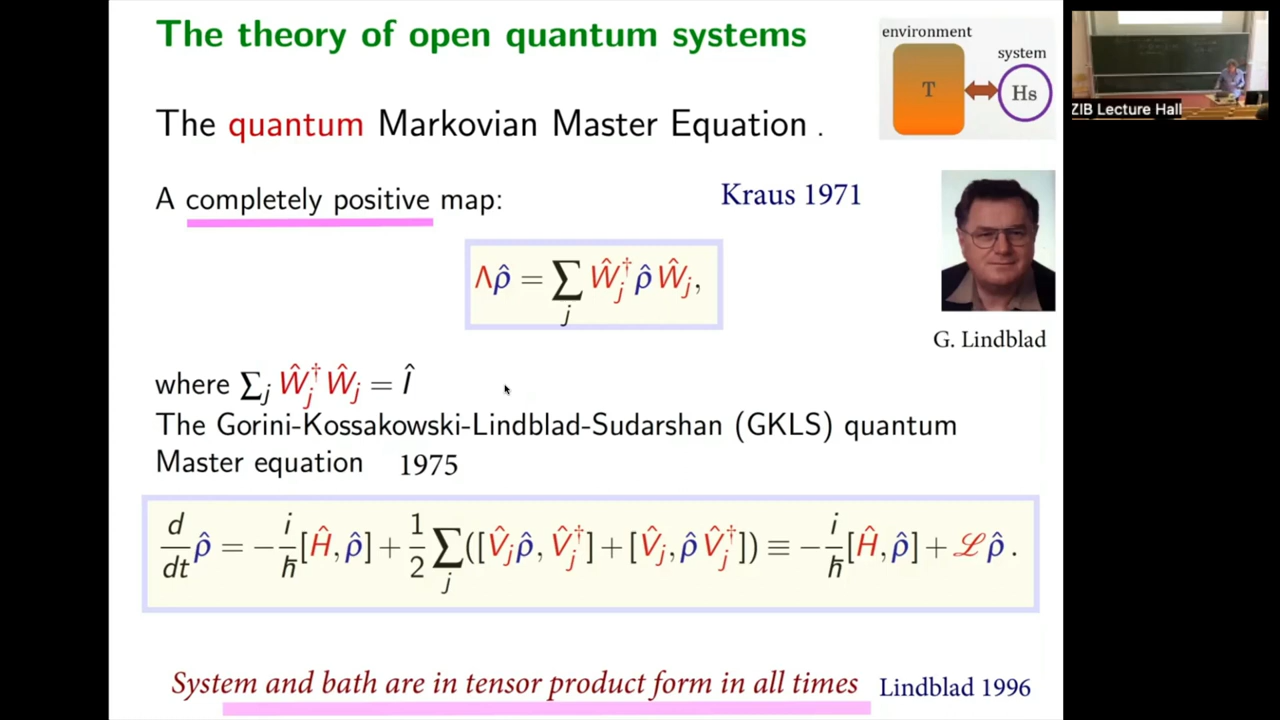 The theory of open quantum systems
environment
system
T
Hs
ZIB Lecture Hall
The quantum Markovian Master Equation .
A completely positive map:
Kraus 1971
Λρ̂ = ∑_j Ŵ_j^† ρ̂ Ŵ_j,
G. Lindblad
where ∑_j Ŵ_j^† Ŵ_j = Î
The Gorini-Kossakowski-Lindblad-Sudarshan (GKLS) quantum
Master equation 1975
d/dt ρ̂ = −i/ħ [Ĥ, ρ̂] + 1/2 ∑_j ([V̂_j ρ̂, V̂_j^†] + [V̂_j, ρ̂ V̂_j^†]) ≡ −i/ħ [Ĥ, ρ̂] + ℒρ̂ .
System and bath are in tensor product form in all times Lindblad 1996